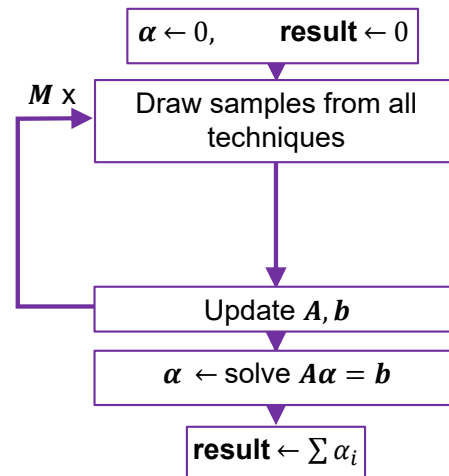 𝜶 ← 0, result ← 0
𝑴 x
Draw samples from all
techniques
Update 𝑨, 𝒃
𝜶 ← solve 𝑨𝜶 = 𝒃
result ← ∑ 𝛼ᵢ